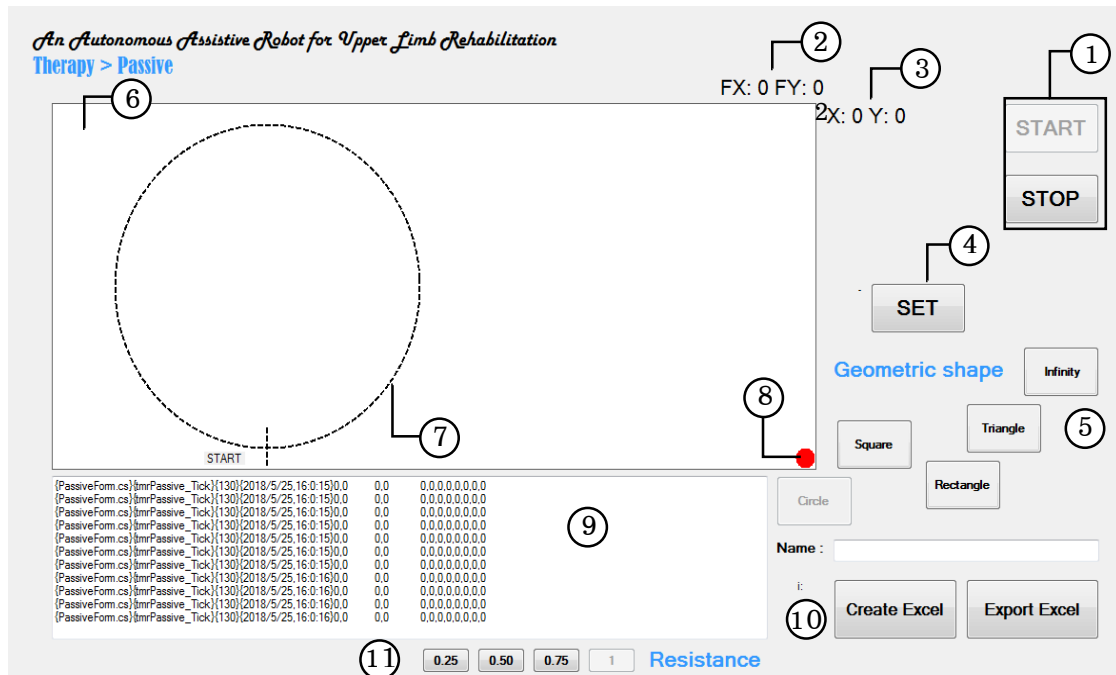 An Autonomous Assistive Robot for Upper Limb Rehabilitation
Therapy > Passive
2
3
1
FX: 0 FY: 0
2
X: 0 Y: 0
6
START
STOP
4
SET
Geometric shape
Infinity
8
7
Triangle
5
Square
START
Rectangle
{PassiveForm.cs}{tmrPassive_Tick}{130}{2018/5/25,16:0:15}0,0 0,0 0,0,0,0,0,0,0,0
{PassiveForm.cs}{tmrPassive_Tick}{130}{2018/5/25,16:0:15}0,0 0,0 0,0,0,0,0,0,0,0
{PassiveForm.cs}{tmrPassive_Tick}{130}{2018/5/25,16:0:15}0,0 0,0 0,0,0,0,0,0,0,0
{PassiveForm.cs}{tmrPassive_Tick}{130}{2018/5/25,16:0:15}0,0 0,0 0,0,0,0,0,0,0,0
{PassiveForm.cs}{tmrPassive_Tick}{130}{2018/5/25,16:0:15}0,0 0,0 0,0,0,0,0,0,0,0
{PassiveForm.cs}{tmrPassive_Tick}{130}{2018/5/25,16:0:15}0,0 0,0 0,0,0,0,0,0,0,0
{PassiveForm.cs}{tmrPassive_Tick}{130}{2018/5/25,16:0:15}0,0 0,0 0,0,0,0,0,0,0,0
{PassiveForm.cs}{tmrPassive_Tick}{130}{2018/5/25,16:0:16}0,0 0,0 0,0,0,0,0,0,0,0
{PassiveForm.cs}{tmrPassive_Tick}{130}{2018/5/25,16:0:16}0,0 0,0 0,0,0,0,0,0,0,0
{PassiveForm.cs}{tmrPassive_Tick}{130}{2018/5/25,16:0:16}0,0 0,0 0,0,0,0,0,0,0,0
{PassiveForm.cs}{tmrPassive_Tick}{130}{2018/5/25,16:0:16}0,0 0,0 0,0,0,0,0,0,0,0
9
Circle
Name :
i:
10
Create Excel
Export Excel
11
0.25 0.50 0.75 1 Resistance